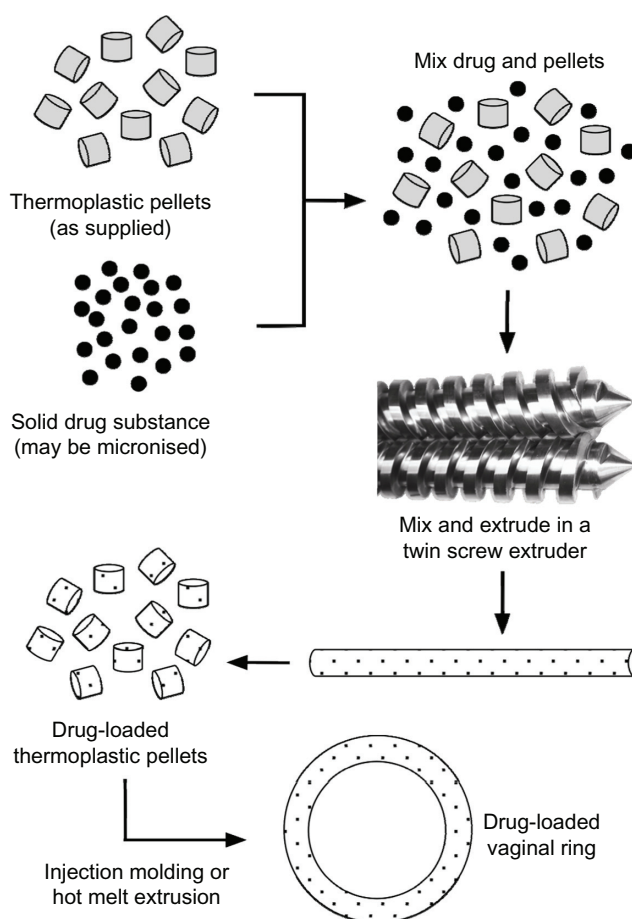 Thermoplastic pellets
(as supplied)
Solid drug substance
(may be micronised)
Mix drug and pellets
Mix and extrude in a
twin screw extruder
Drug-loaded
thermoplastic pellets
Injection molding or
hot melt extrusion
Drug-loaded
vaginal ring